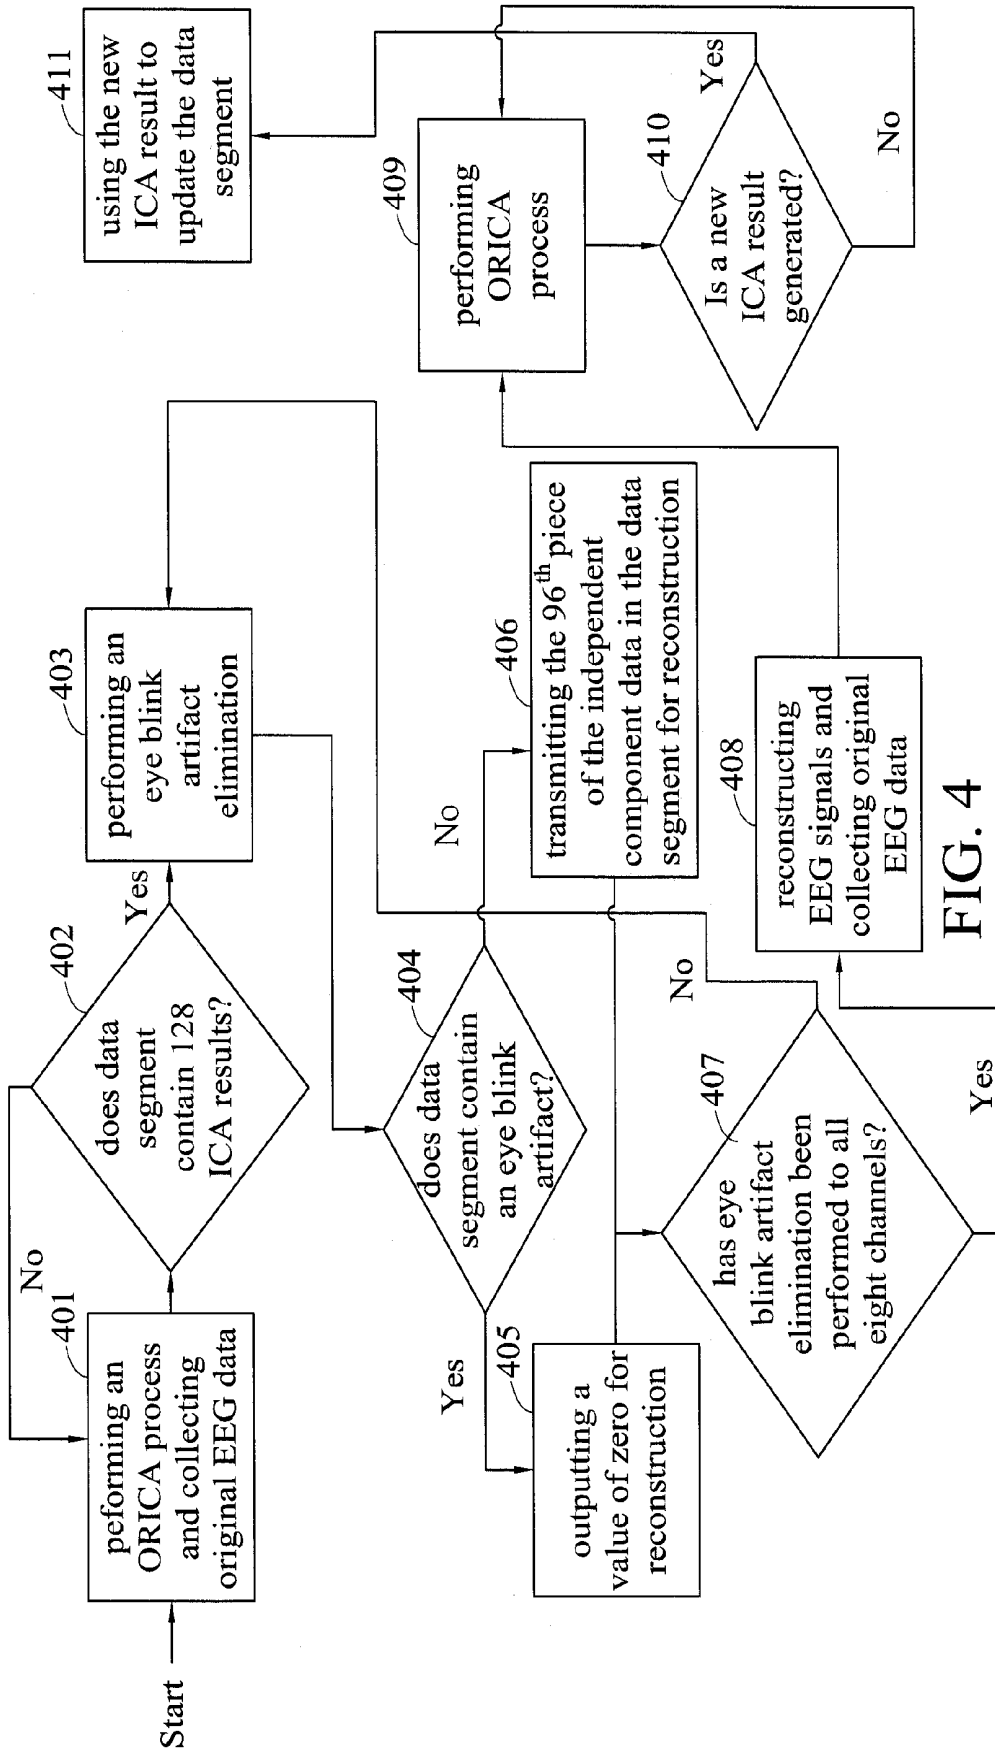 Start
401
peforming an
ORICA process
and collecting
original EEG data
No
402
does data
segment
contain 128
ICA results?
Yes
403
performing an
eye blink
artifact
elimination
404
does data
segment contain
an eye blink
artifact?
Yes
No
405
outputting a
value of zero for
reconstruction
406
transmitting the 96th piece
of the independent
component data in the data
segment for reconstruction
407
has eye
blink artifact
elimination been
performed to all
eight channels?
No
Yes
408
reconstructing
EEG signals and
collecting original
EEG data
409
performing
ORICA
process
410
Is a new
ICA result
generated?
Yes
No
411
using the new
ICA result to
update the data
segment
FIG. 4